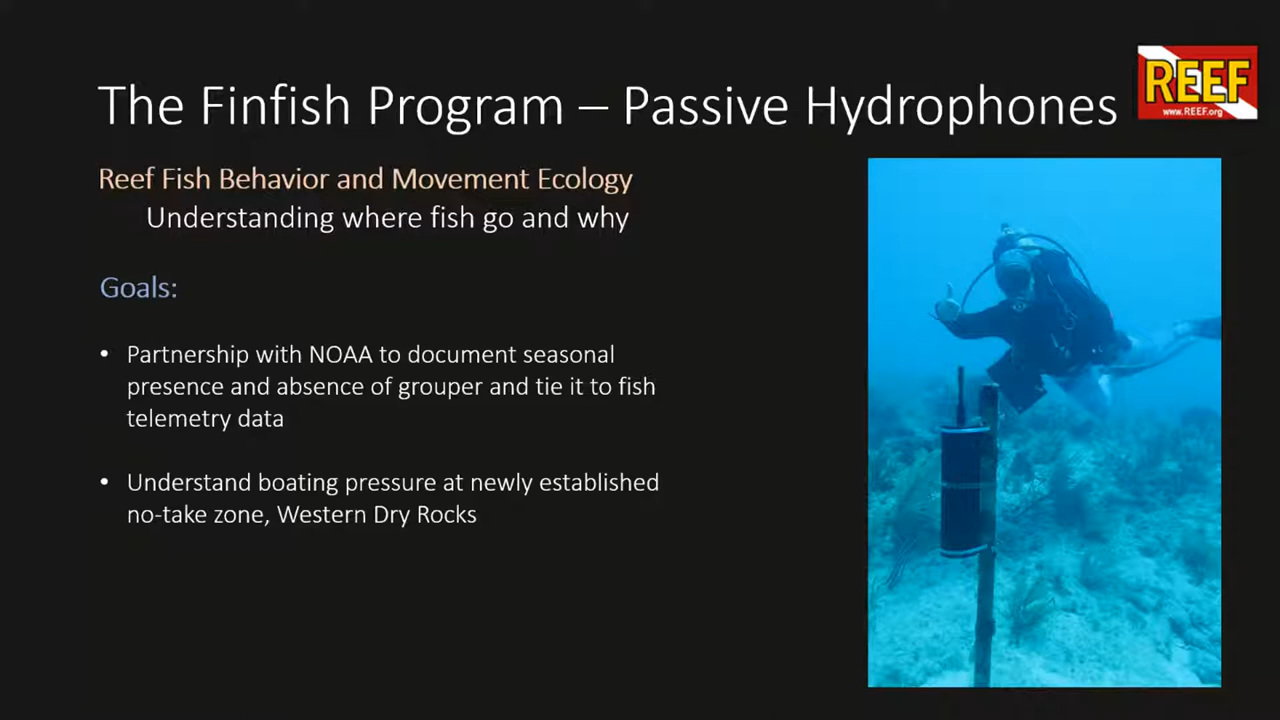 The Finfish Program – Passive Hydrophones
REEF
www.REEF.org
Reef Fish Behavior and Movement Ecology
Understanding where fish go and why
Goals:
• Partnership with NOAA to document seasonal
presence and absence of grouper and tie it to fish
telemetry data
• Understand boating pressure at newly established
no-take zone, Western Dry Rocks